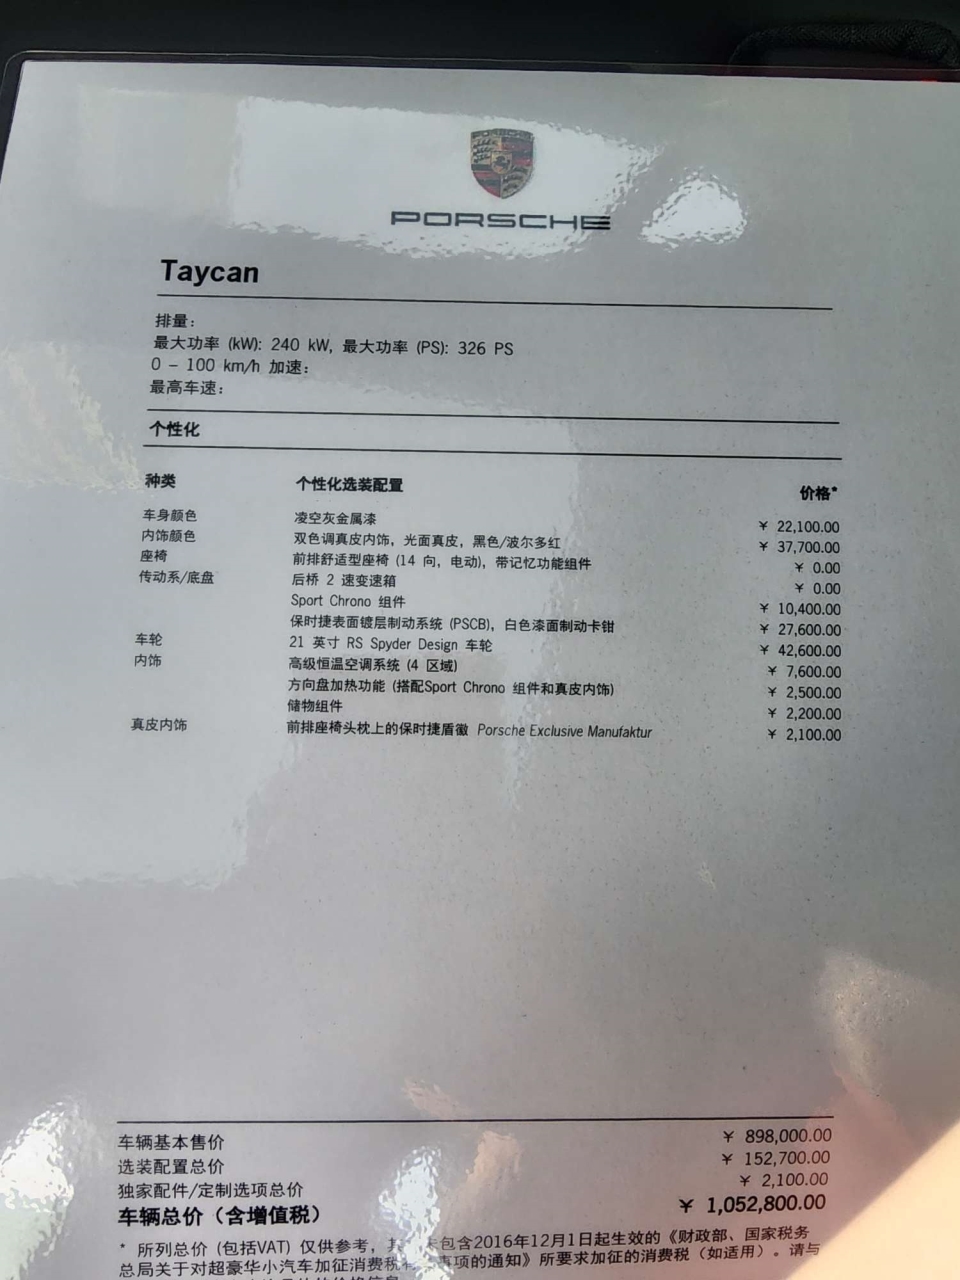 PORSCHE
PORSCHE
Taycan
排量：
最大功率 (kW): 240 kW, 最大功率 (PS): 326 PS
0 – 100 km/h 加速：
最高车速：
个性化
种类 个性化选装配置 价格*
车身颜色 凌空灰金属漆 ¥ 22,100.00
内饰颜色 双色调真皮内饰，光面真皮，黑色/波尔多红 ¥ 37,700.00
座椅 前排舒适型座椅 (14 向，电动)，带记忆功能组件 ¥ 0.00
传动系/底盘 后桥 2 速变速箱 ¥ 0.00
Sport Chrono 组件 ¥ 10,400.00
保时捷表面镀层制动系统 (PSCB)，白色漆面制动卡钳 ¥ 27,600.00
车轮 21 英寸 RS Spyder Design 车轮 ¥ 42,600.00
内饰 高级恒温空调系统 (4 区域) ¥ 7,600.00
方向盘加热功能 (搭配Sport Chrono 组件和真皮内饰) ¥ 2,500.00
储物组件 ¥ 2,200.00
真皮内饰 前排座椅头枕上的保时捷盾徽 Porsche Exclusive Manufaktur ¥ 2,100.00
车辆基本售价 ¥ 898,000.00
选装配置总价 ¥ 152,700.00
独家配件/定制选项总价 ¥ 2,100.00
车辆总价（含增值税） ¥ 1,052,800.00
* 所列总价 (包括VAT) 仅供参考，其 包含2016年12月1日起生效的《财政部、国家税务
总局关于对超豪华小汽车加征消费税 事项的通知》所要求加征的消费税（如适用）。请与